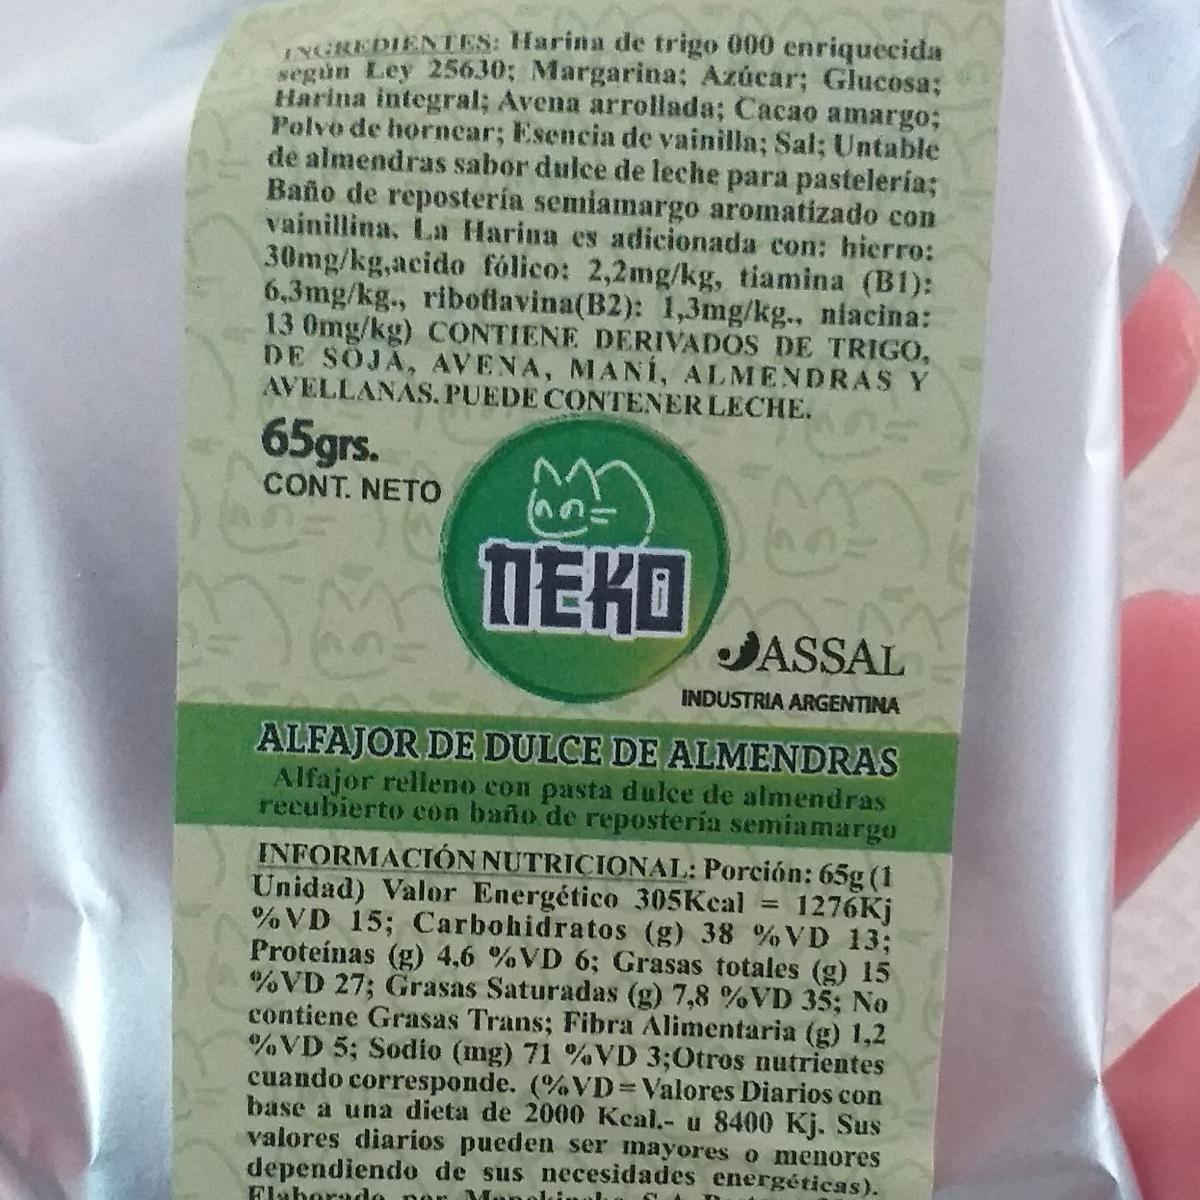 INGREDIENTES: Harina de trigo 000 enriquecida
según Ley 25630; Margarina; Azúcar; Glucosa;
Harina integral; Avena arrollada; Cacao amargo;
Polvo de hornear; Esencia de vainilla; Sal; Untable
de almendras sabor dulce de leche para pastelería;
Baño de repostería semiamargo aromatizado con
vainillina. La Harina es adicionada con: hierro:
30mg/kg,acido fólico: 2,2mg/kg, tiamina (B1):
6,3mg/kg., riboflavina(B2): 1,3mg/kg., niacina:
13 0mg/kg) CONTIENE DERIVADOS DE TRIGO,
DE SOJA, AVENA, MANÍ, ALMENDRAS Y
AVELLANAS. PUEDE CONTENER LECHE.
65grs.
CONT. NETO
NEKO
JASSAL
INDUSTRIA ARGENTINA
ALFAJOR DE DULCE DE ALMENDRAS
Alfajor relleno con pasta dulce de almendras
recubierto con baño de repostería semiamargo
INFORMACIÓN NUTRICIONAL: Porción: 65g (1
Unidad) Valor Energético 305Kcal = 1276Kj
%VD 15; Carbohidratos (g) 38 %VD 13;
Proteínas (g) 4,6 %VD 6; Grasas totales (g) 15
%VD 27; Grasas Saturadas (g) 7,8 %VD 35; No
contiene Grasas Trans; Fibra Alimentaria (g) 1,2
%VD 5; Sodio (mg) 71 %VD 3;Otros nutrientes
cuando corresponde. (%VD = Valores Diarios con
base a una dieta de 2000 Kcal.- u 8400 Kj. Sus
valores diarios pueden ser mayores o menores
dependiendo de sus necesidades energéticas).
Elaborado por S.A.